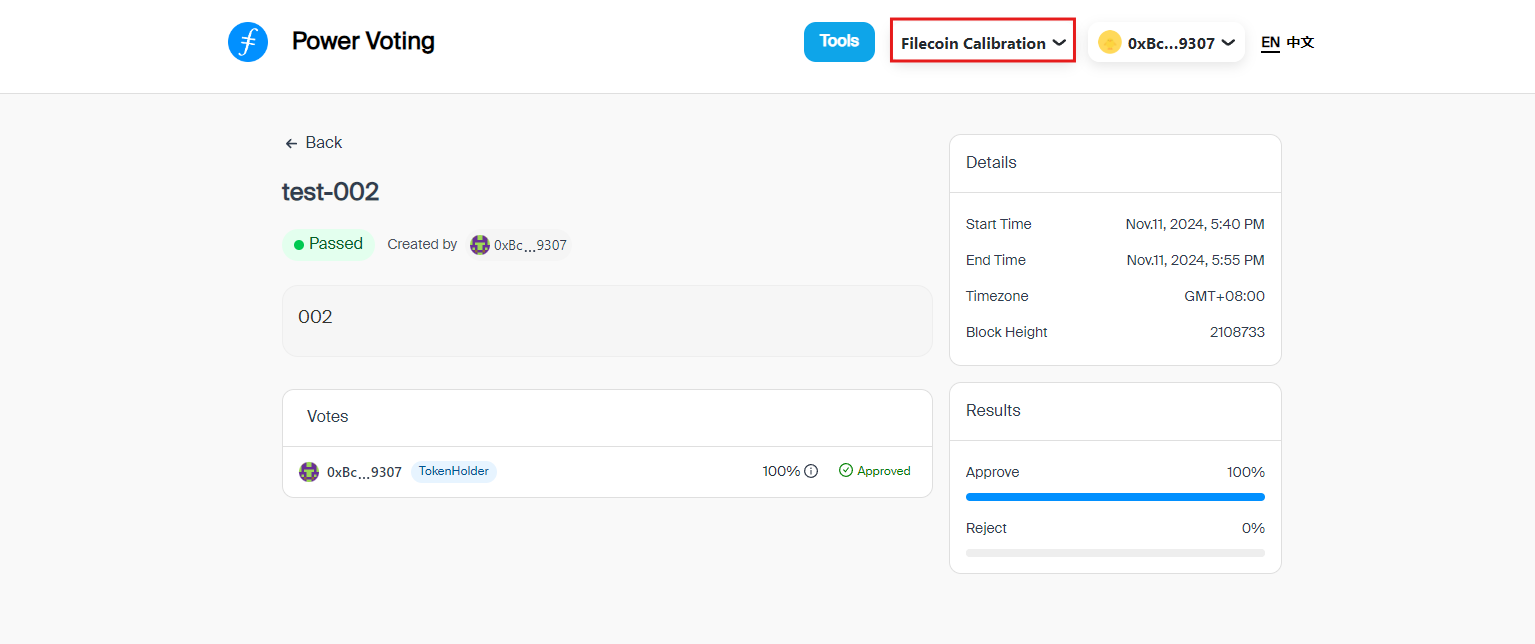 Power Voting
Tools
Filecoin Calibration
0xBc...9307
EN 中文
Back
test-002
Passed
Created by
0xBc...9307
002
Votes
0xBc...9307
TokenHolder
100%
Approved
Details
Start Time
Nov.11, 2024, 5:40 PM
End Time
Nov.11, 2024, 5:55 PM
Timezone
GMT+08:00
Block Height
2108733
Results
Approve
100%
Reject
0%